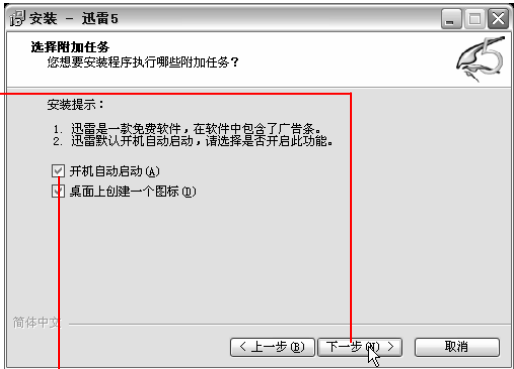 安装 - 迅雷5
选择附加任务
您想要安装程序执行哪些附加任务？
安装提示：
1. 迅雷是一款免费软件，在软件中包含了广告条。
2. 迅雷默认开机自动启动，请选择是否开启此功能。
开机自动启动(A)
桌面上创建一个图标(D)
简体中文
< 上一步(B)
下一步(N) >
取消